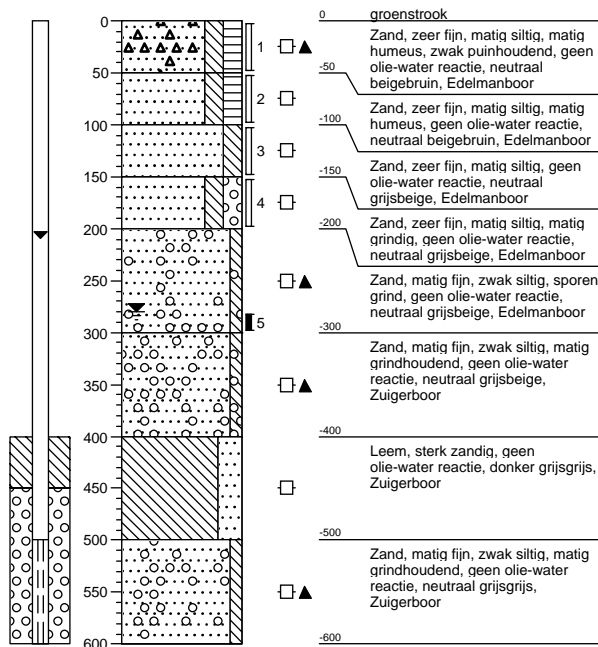 0
50
100
150
200
250
300
350
400
450
500
550
600
1
2
3
4
5
0
groenstrook
Zand, zeer fijn, matig siltig, matig
humeus, zwak puinhoudend, geen
olie-water reactie, neutraal
beigebruin, Edelmanboor
-50
Zand, zeer fijn, matig siltig, matig
humeus, geen olie-water reactie,
neutraal beigebruin, Edelmanboor
-100
Zand, zeer fijn, matig siltig, geen
olie-water reactie, neutraal
grijsbeige, Edelmanboor
-150
Zand, zeer fijn, matig siltig, matig
grindig, geen olie-water reactie,
neutraal grijsbeige, Edelmanboor
-200
Zand, matig fijn, zwak siltig, sporen
grind, geen olie-water reactie,
neutraal grijsbeige, Edelmanboor
-300
Zand, matig fijn, zwak siltig, matig
grindhoudend, geen olie-water
reactie, neutraal grijsbeige,
Zuigerboor
-400
Leem, sterk zandig, geen
olie-water reactie, donker grijsgrijs,
Zuigerboor
-500
Zand, matig fijn, zwak siltig, matig
grindhoudend, geen olie-water
reactie, neutraal grijsgrijs,
Zuigerboor
-600